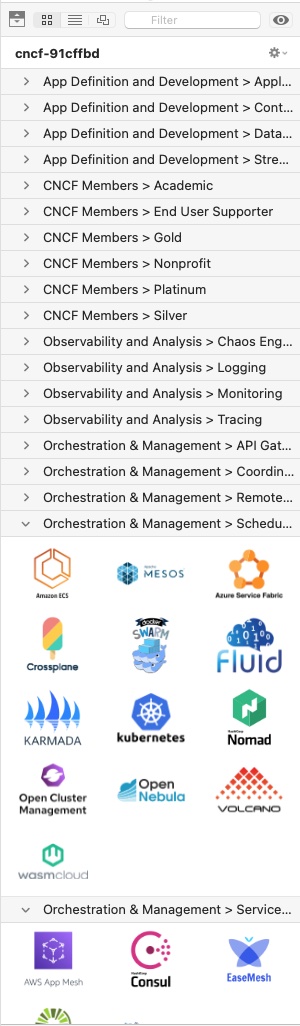 Filter
cncf-91cffbd
App Definition and Development > Appl...
App Definition and Development > Cont...
App Definition and Development > Data...
App Definition and Development > Stre...
CNCF Members > Academic
CNCF Members > End User Supporter
CNCF Members > Gold
CNCF Members > Nonprofit
CNCF Members > Platinum
CNCF Members > Silver
Observability and Analysis > Chaos Eng...
Observability and Analysis > Logging
Observability and Analysis > Monitoring
Observability and Analysis > Tracing
Orchestration & Management > API Gat...
Orchestration & Management > Coordin...
Orchestration & Management > Remote...
Orchestration & Management > Schedu...
Amazon ECS
MESOS
Azure Service Fabric
Crossplane
docker
SWARM
Fluid
KARMADA
kubernetes
HashiCorp
Nomad
Open Cluster
Management
Open
Nebula
VOLCANO
wasmcloud
Orchestration & Management > Service...
AWS App Mesh
HashiCorp
Consul
EaseMesh